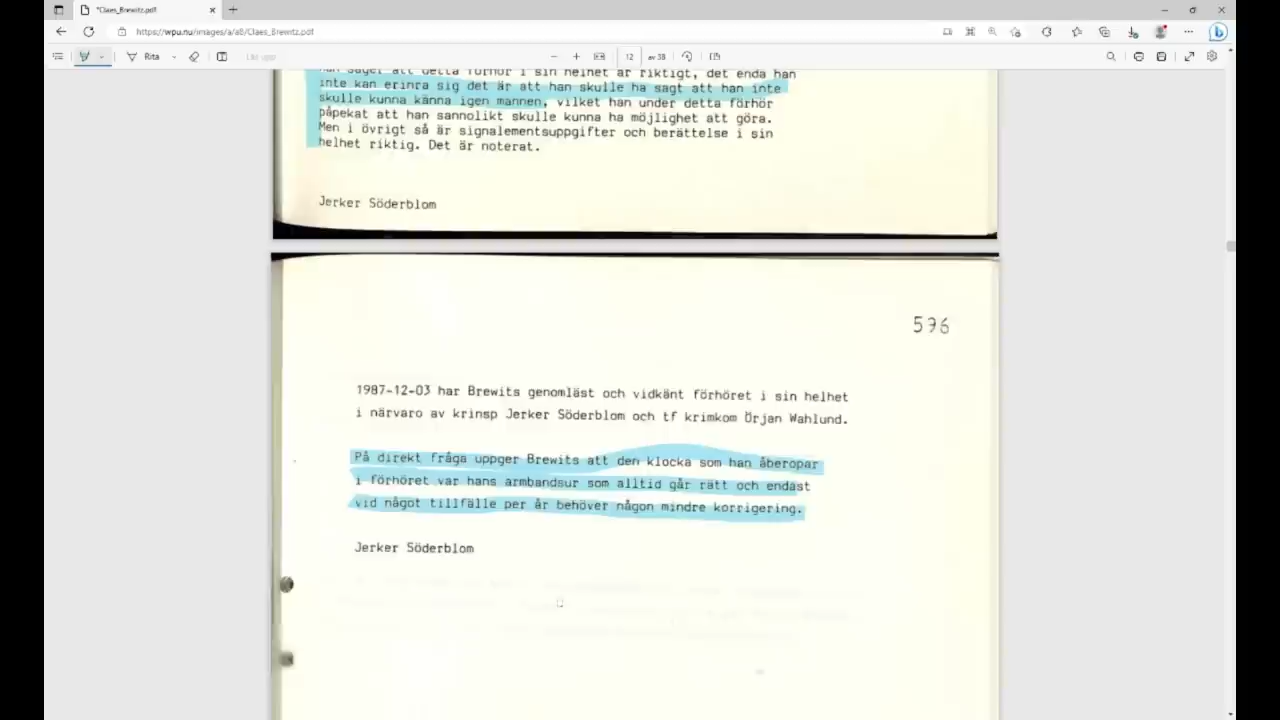 *Claes_Brewitz.pdf
https://wpu.nu/images/a/a8/Claes_Brewitz.pdf
Rita
Läs upp
12
av 38
Han säger att detta förhör i sin helhet är riktigt, det enda han
inte kan erinra sig det är att han skulle ha sagt att han inte
skulle kunna känna igen mannen, vilket han under detta förhör
påpekat att han sannolikt skulle kunna ha möjlighet att göra.
Men i övrigt så är signalementsuppgifter och berättelse i sin
helhet riktig. Det är noterat.
Jerker Söderblom
596
1987-12-03 har Brewits genomläst och vidkänt förhöret i sin helhet
i närvaro av krinsp Jerker Söderblom och tf krimkom Örjan Wahlund.
På direkt fråga uppger Brewits att den klocka som han åberopar
i förhöret var hans armbandsur som alltid går rätt och endast
vid något tillfälle per år behöver någon mindre korrigering.
Jerker Söderblom